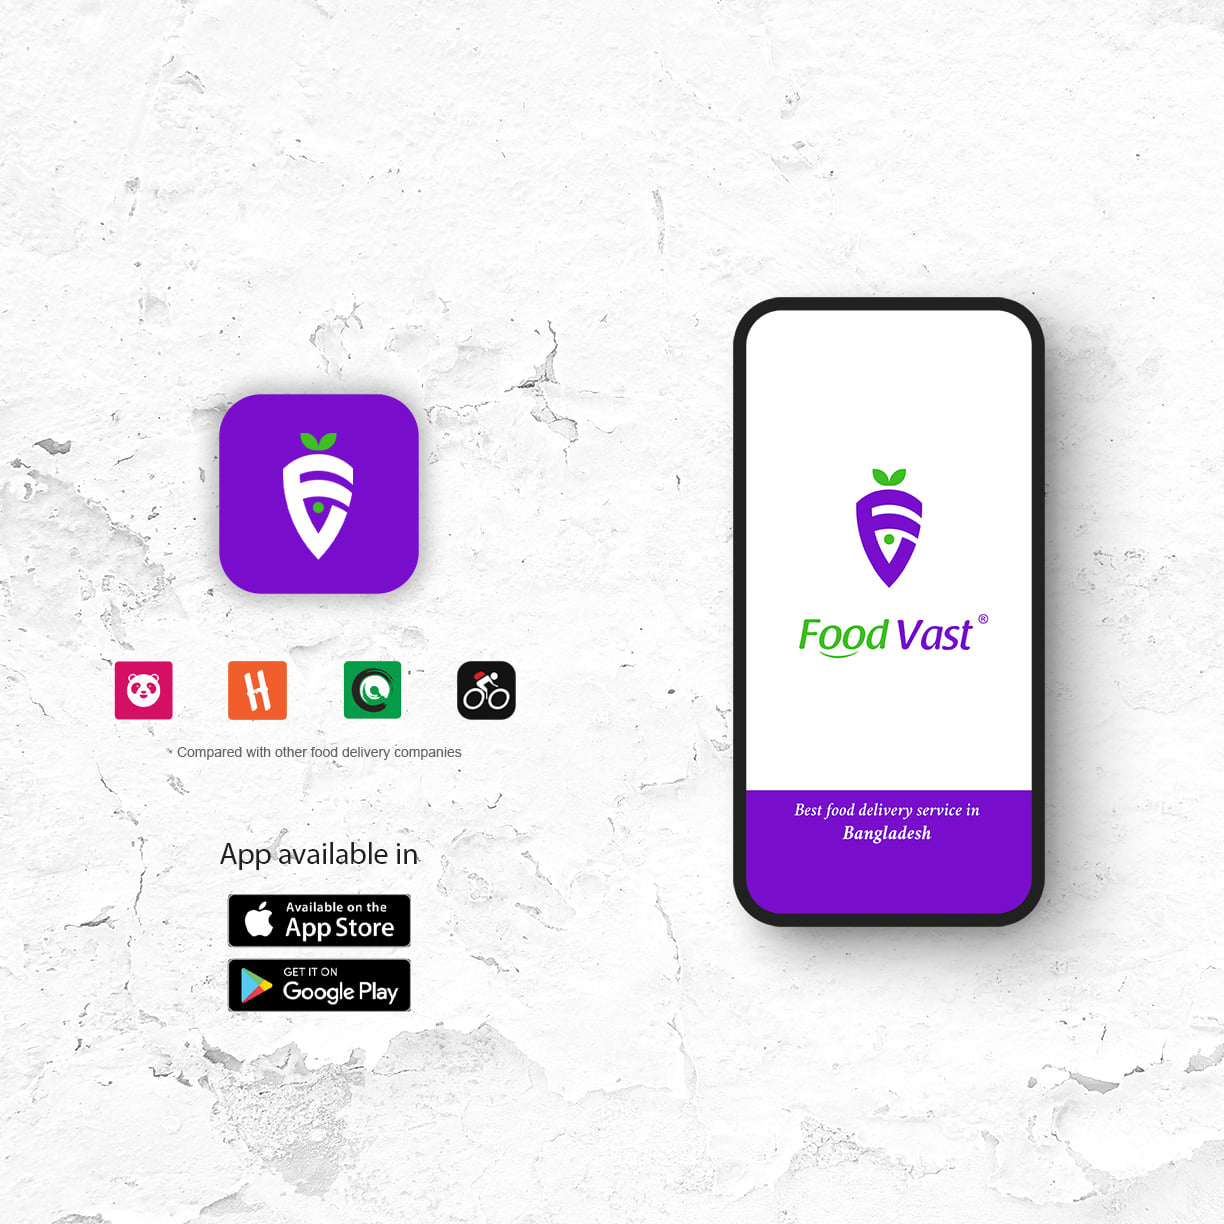 * Compared with other food delivery companies
App available in
Available on the
App Store
GET IT ON
Google Play
Food Vast ®
Best food delivery service in
Bangladesh